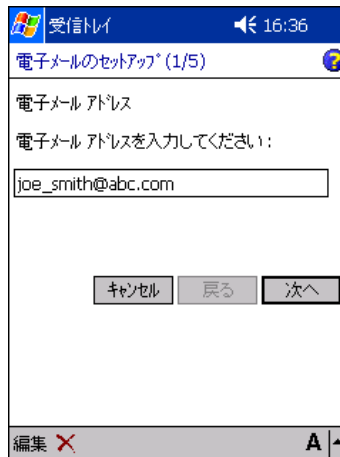 受信トレイ 16:36
電子メールのセットアップ(1/5) ?
電子メール アドレス
電子メール アドレスを入力してください:
joe_smith@abc.com
キャンセル 戻る 次へ
編集 A